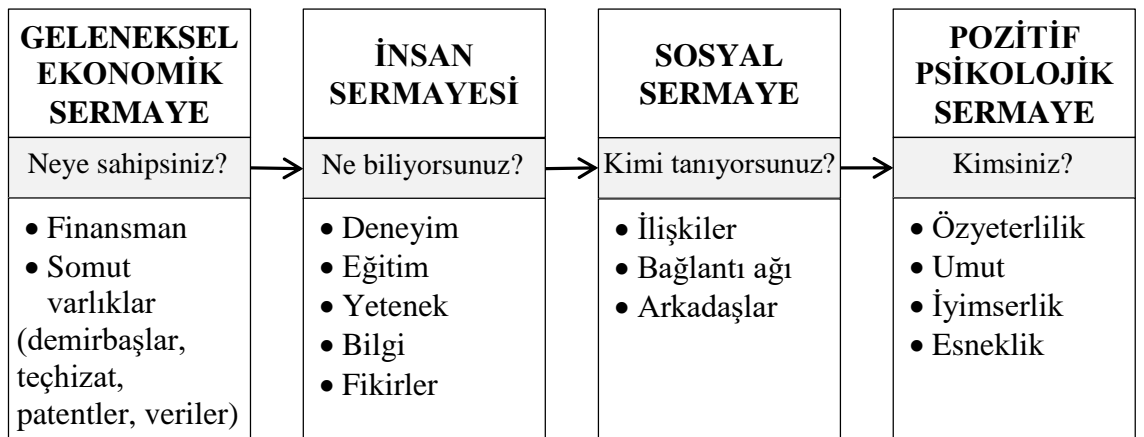 GELENEKSEL
EKONOMİK
SERMAYE
Neye sahipsiniz?
• Finansman
• Somut
varlıklar
(demirbaşlar,
teçhizat,
patentler, veriler)
İNSAN
SERMAYESİ
Ne biliyorsunuz?
• Deneyim
• Eğitim
• Yetenek
• Bilgi
• Fikirler
SOSYAL
SERMAYE
Kimi tanıyorsunuz?
• İlişkiler
• Bağlantı ağı
• Arkadaşlar
POZİTİF
PSİKOLOJİK
SERMAYE
Kimsiniz?
• Özyeterlilik
• Umut
• İyimserlik
• Esneklik